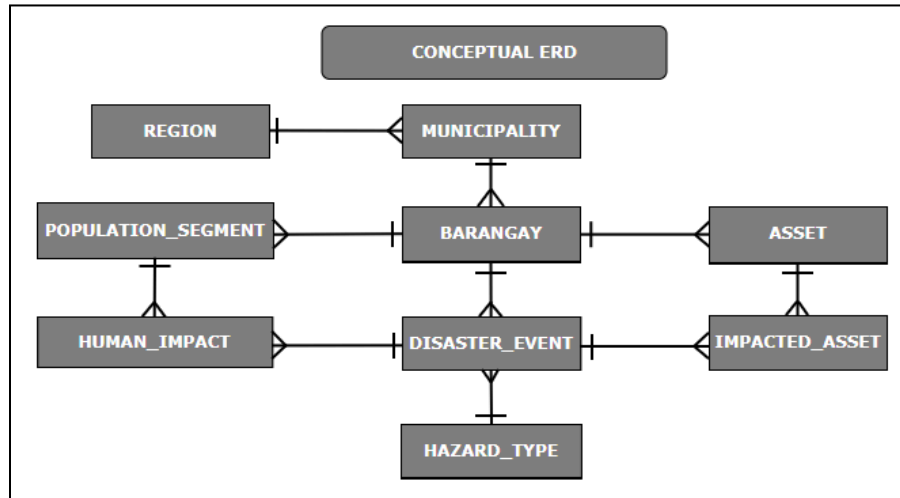 CONCEPTUAL ERD
REGION
MUNICIPALITY
POPULATION_SEGMENT
BARANGAY
ASSET
HUMAN_IMPACT
DISASTER_EVENT
IMPACTED_ASSET
HAZARD_TYPE